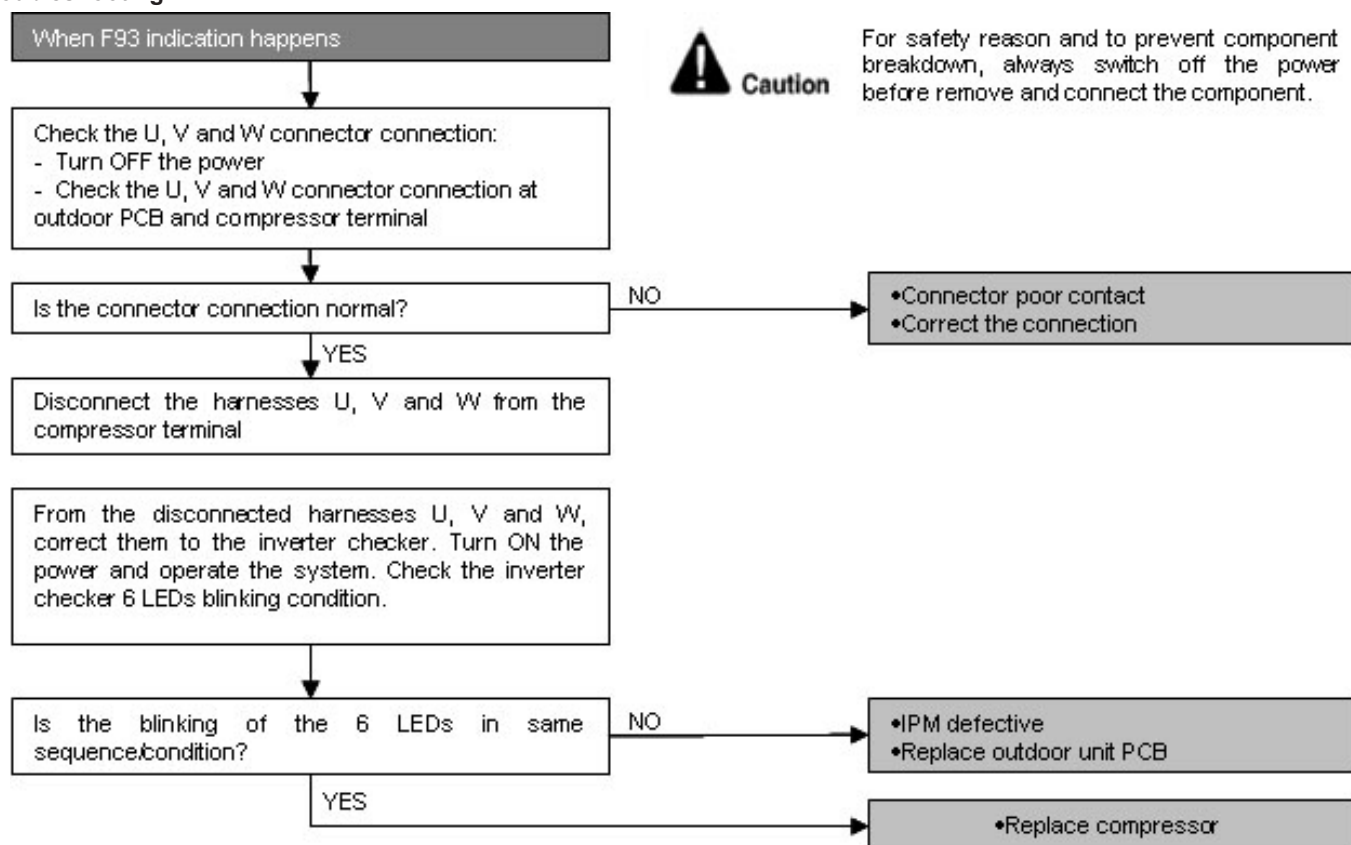 When F93 indication happens
Caution
For safety reason and to prevent component
breakdown, always switch off the power
before remove and connect the component.
Check the U, V and W connector connection:
- Turn OFF the power
- Check the U, V and W connector connection at
outdoor PCB and compressor terminal
Is the connector connection normal?
NO
•Connector poor contact
•Correct the connection
YES
Disconnect the harnesses U, V and W from the
compressor terminal
From the disconnected harnesses U, V and W,
correct them to the inverter checker. Turn ON the
power and operate the system. Check the inverter
checker 6 LEDs blinking condition.
Is the blinking of the 6 LEDs in same
sequence/condition?
NO
•IPM defective
•Replace outdoor unit PCB
YES
•Replace compressor